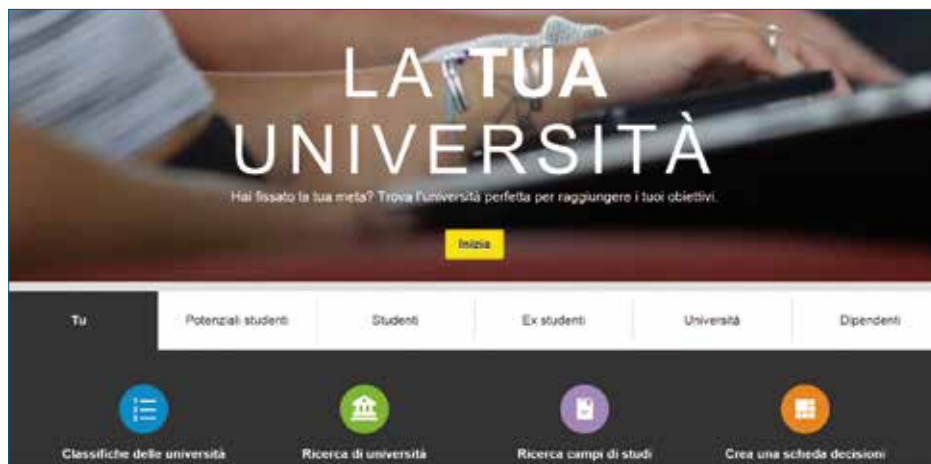 LA TUA
UNIVERSITÀ
Hai fissato la tua meta? Trova l'università perfetta per raggiungere i tuoi obiettivi.
Inizia
Tu
Potenziali studenti
Studenti
Ex studenti
Università
Dipendenti
Classifiche delle università
Ricerca di università
Ricerca campi di studi
Crea una scheda decisioni